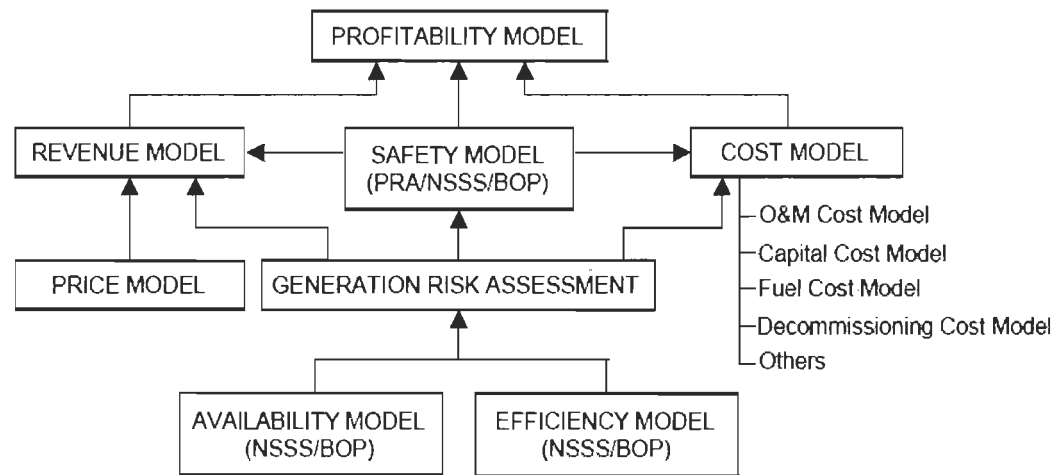 PROFITABILITY MODEL
REVENUE MODEL
SAFETY MODEL
(PRA/NSSS/BOP)
COST MODEL
O&M Cost Model
Capital Cost Model
Fuel Cost Model
Decommissioning Cost Model
Others
PRICE MODEL
GENERATION RISK ASSESSMENT
AVAILABILITY MODEL
(NSSS/BOP)
EFFICIENCY MODEL
(NSSS/BOP)